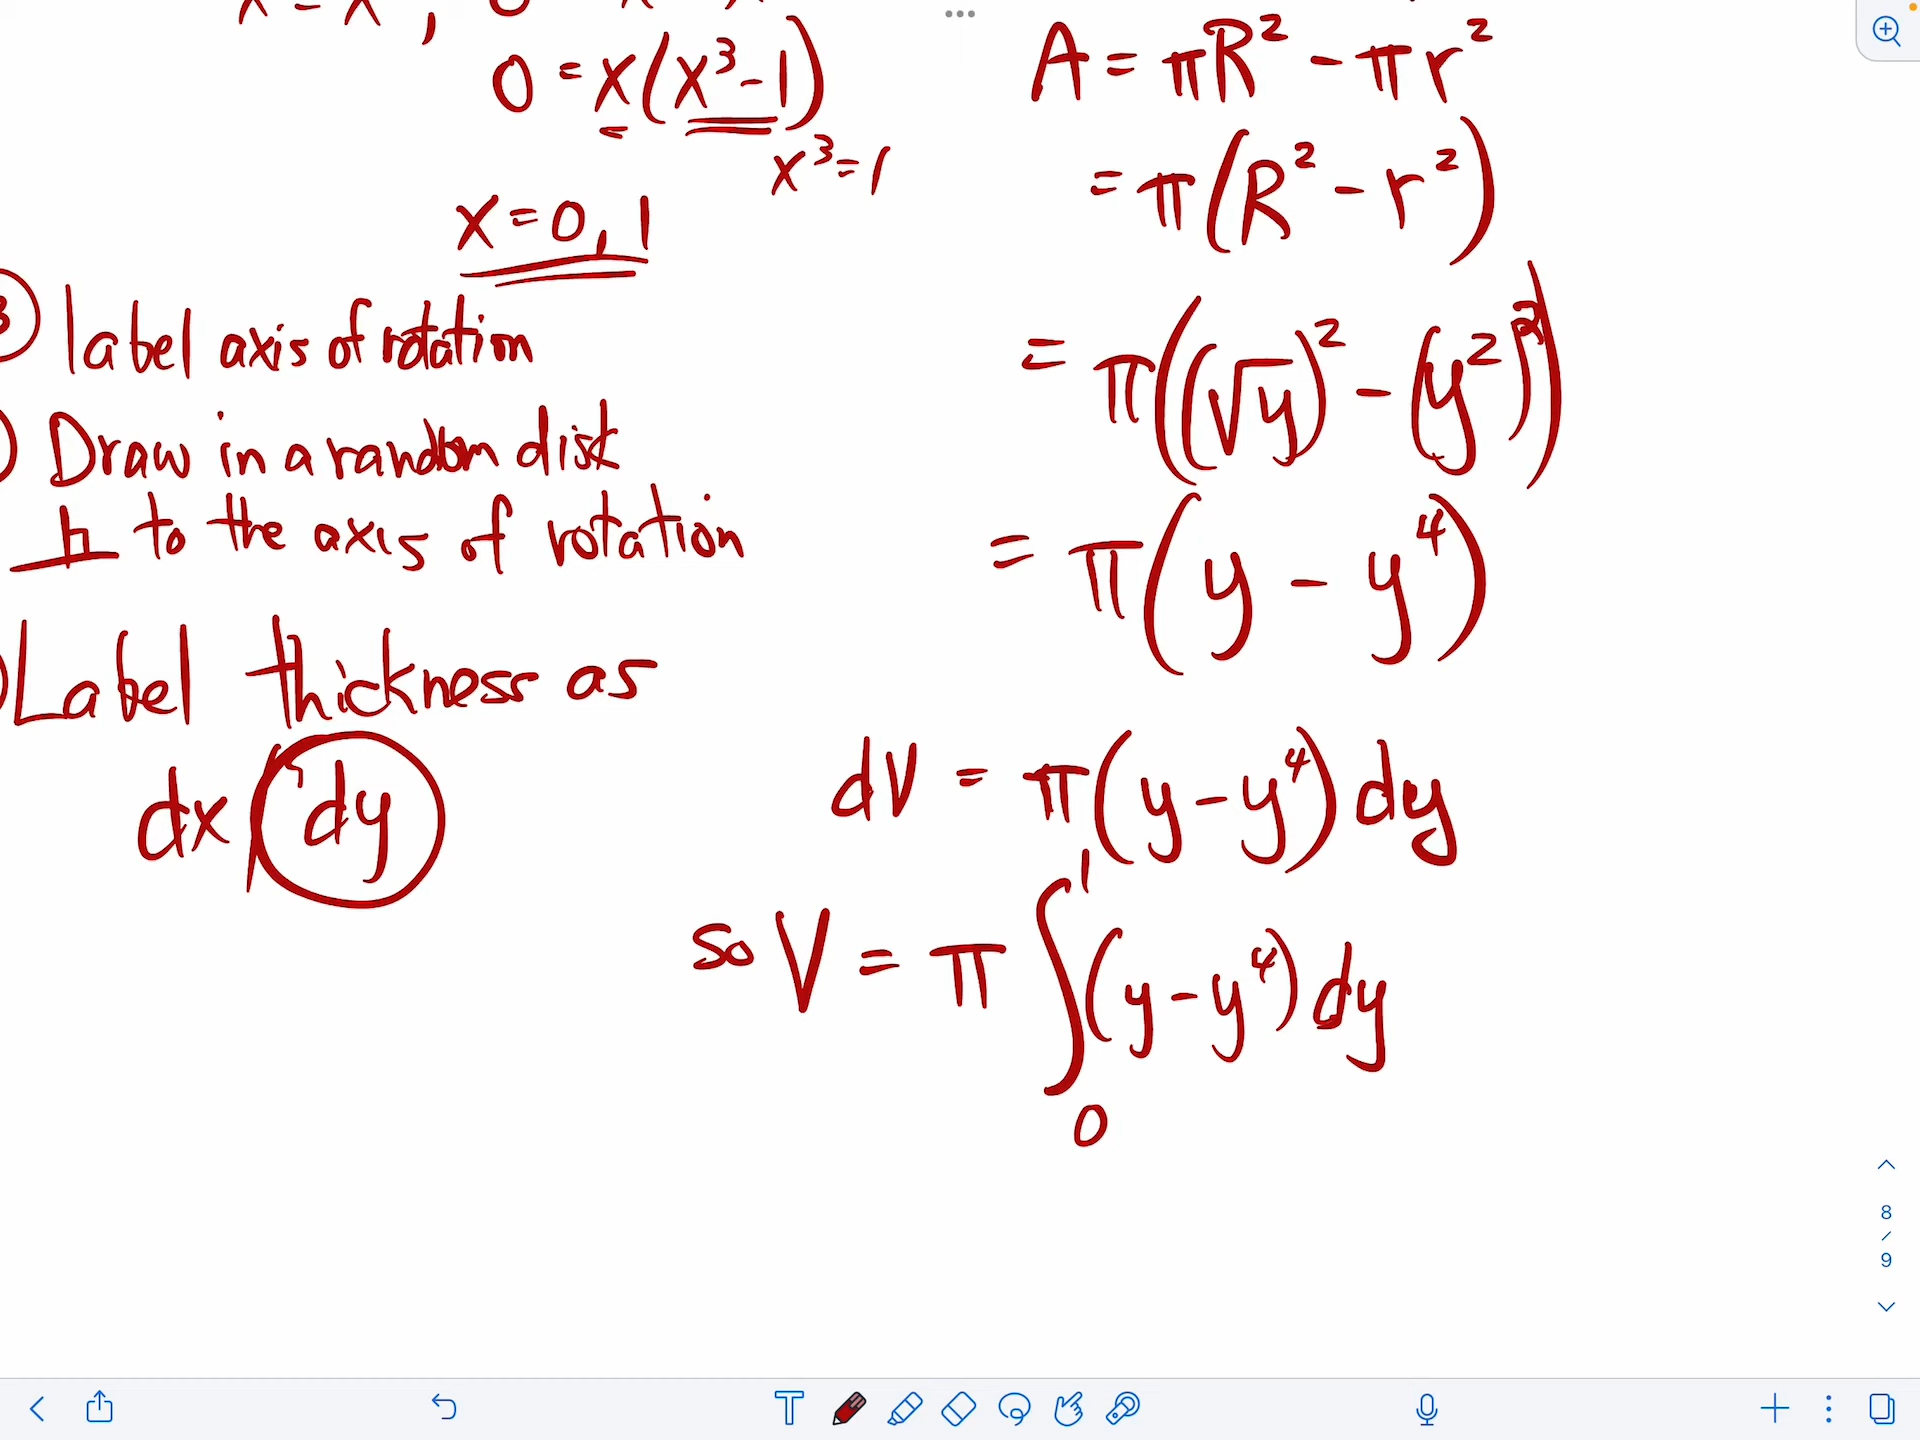 0 = x(x³-1)
x³=1
x=0, 1
③ label axis of rotation
Draw in a random disk
⊥ to the axis of rotation
Label thickness as
dx / dy
A = πR² - πr²
= π(R² - r²)
= π((√y)² - (y²)²)
= π(y - y⁴)
dV = π(y-y⁴) dy
so V = π ∫₀¹ (y-y⁴) dy
8
/
9
T